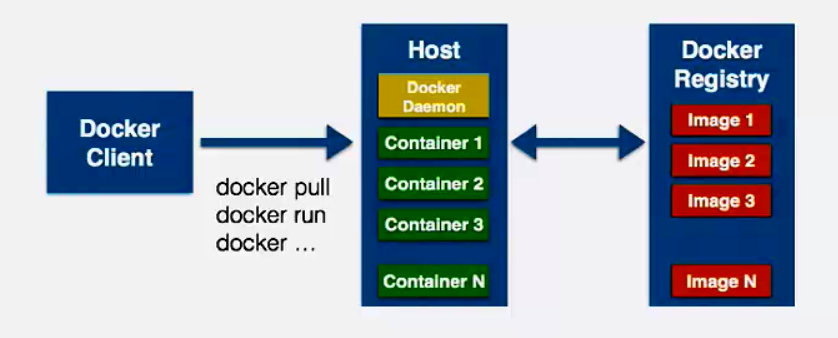 Docker
Client
docker pull
docker run
docker ...
Host
Docker
Daemon
Container 1
Container 2
Container 3
Container N
Docker
Registry
Image 1
Image 2
Image 3
Image N